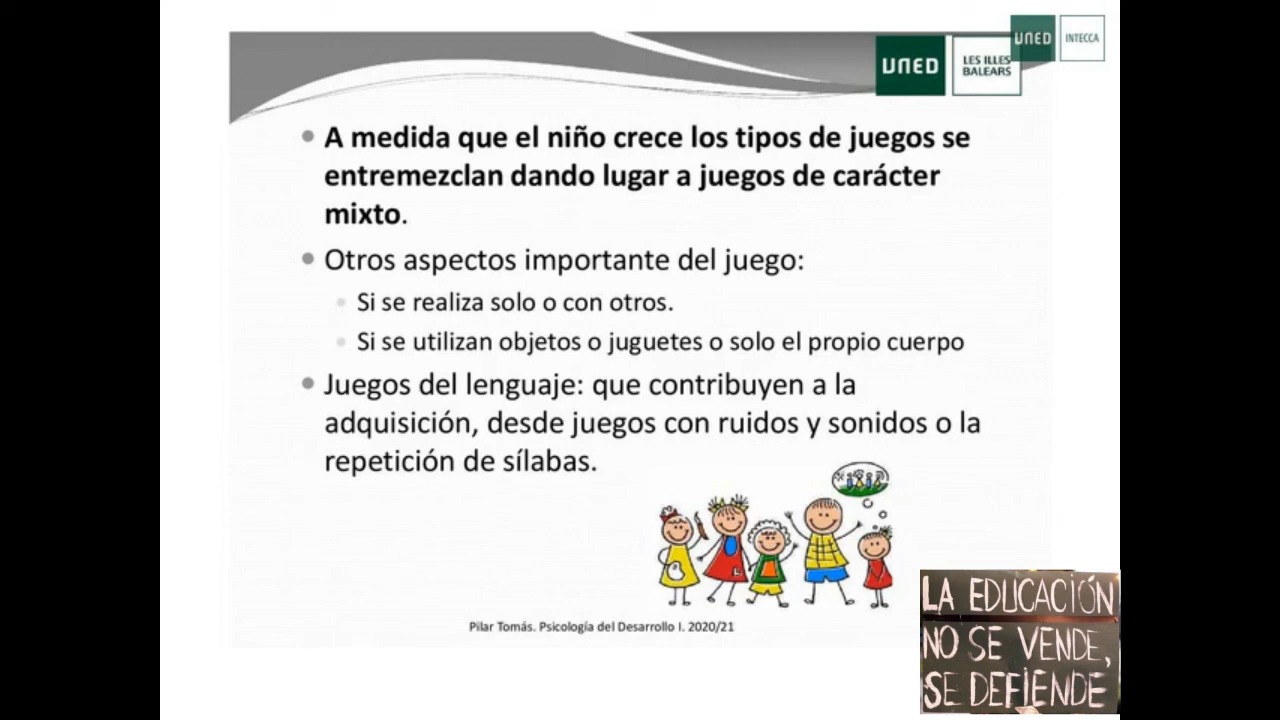 UNED
INTECCA
UNED
LES ILLES
BALEARS
A medida que el niño crece los tipos de juegos se
entremezclan dando lugar a juegos de carácter
mixto.
Otros aspectos importante del juego:
Si se realiza solo o con otros.
Si se utilizan objetos o juguetes o solo el propio cuerpo
Juegos del lenguaje: que contribuyen a la
adquisición, desde juegos con ruidos y sonidos o la
repetición de sílabas.
Pilar Tomás. Psicología del Desarrollo I. 2020/21
LA EDUCACIÓN
NO SE VENDE,
SE DEFIENDE